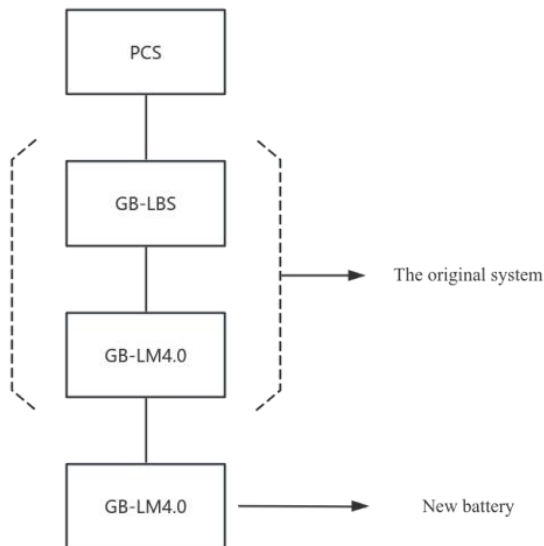 PCS
GB-LBS
The original system
GB-LM4.0
GB-LM4.0
New battery